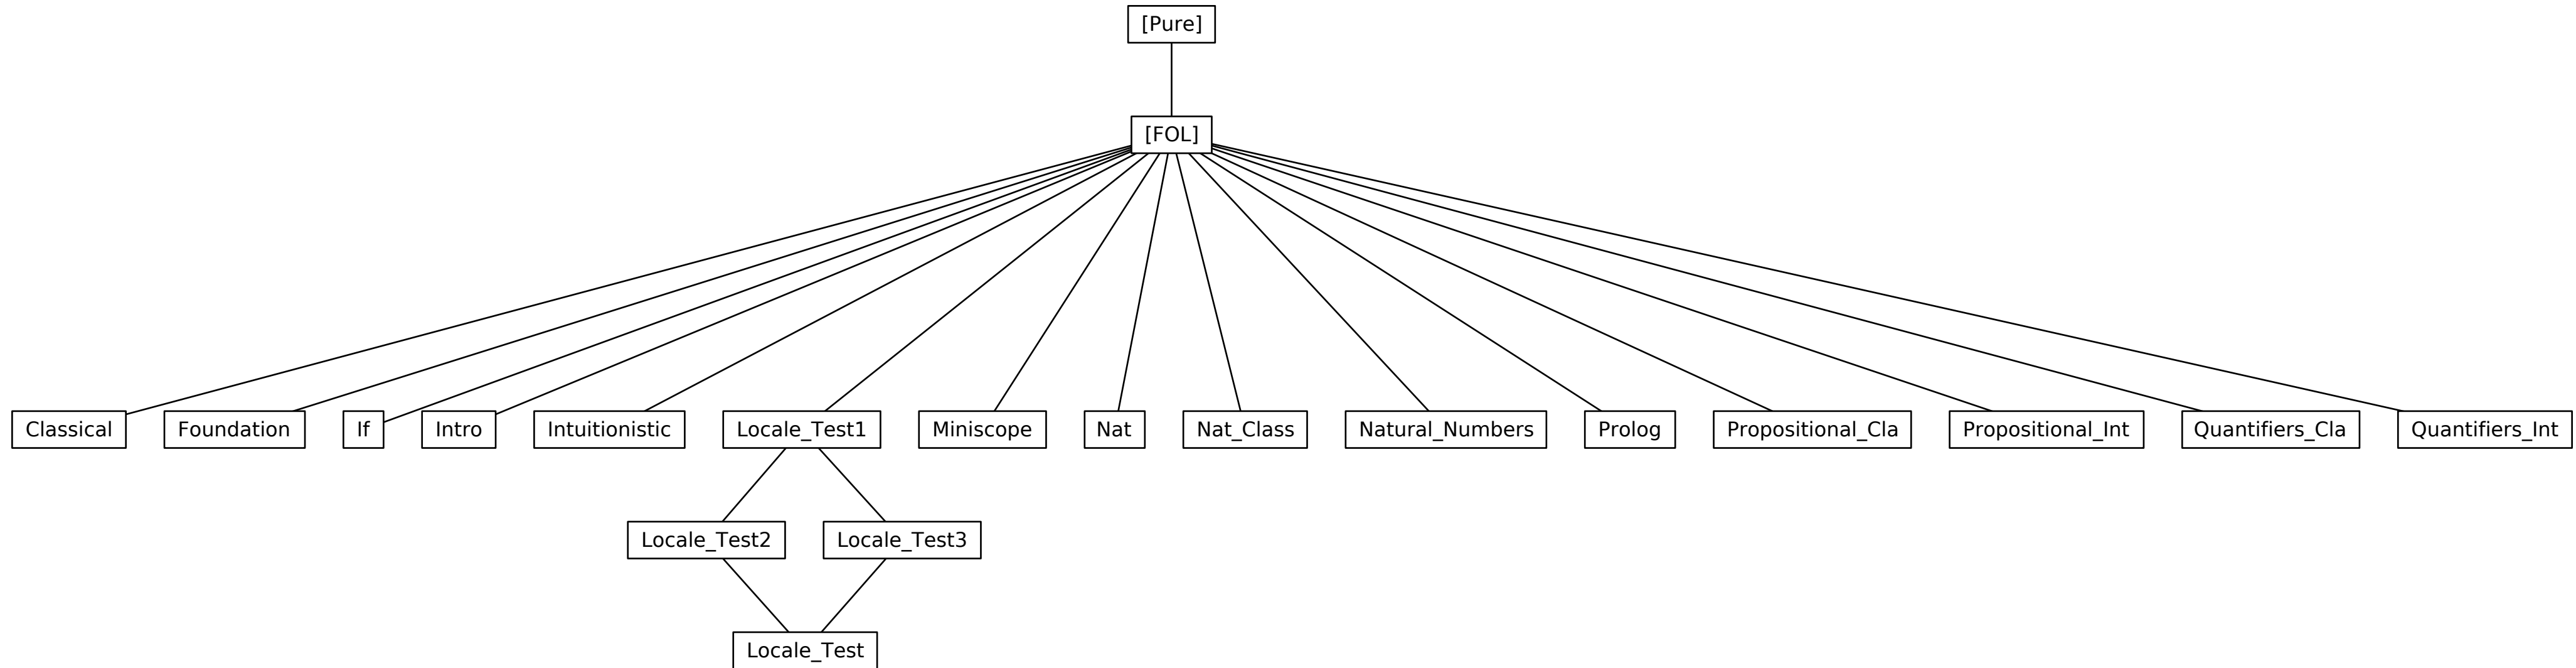 [Pure]
[FOL]
Classical
Foundation
If
Intro
Intuitionistic
Locale_Test1
Miniscope
Nat
Nat_Class
Natural_Numbers
Prolog
Propositional_Cla
Propositional_Int
Quantifiers_Cla
Quantifiers_Int
Locale_Test2
Locale_Test3
Locale_Test